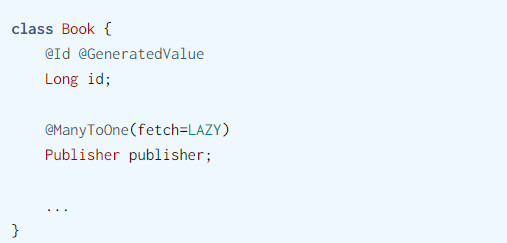 class Book {
    @Id @GeneratedValue
    Long id;

    @ManyToOne(fetch=LAZY)
    Publisher publisher;

    ...
}